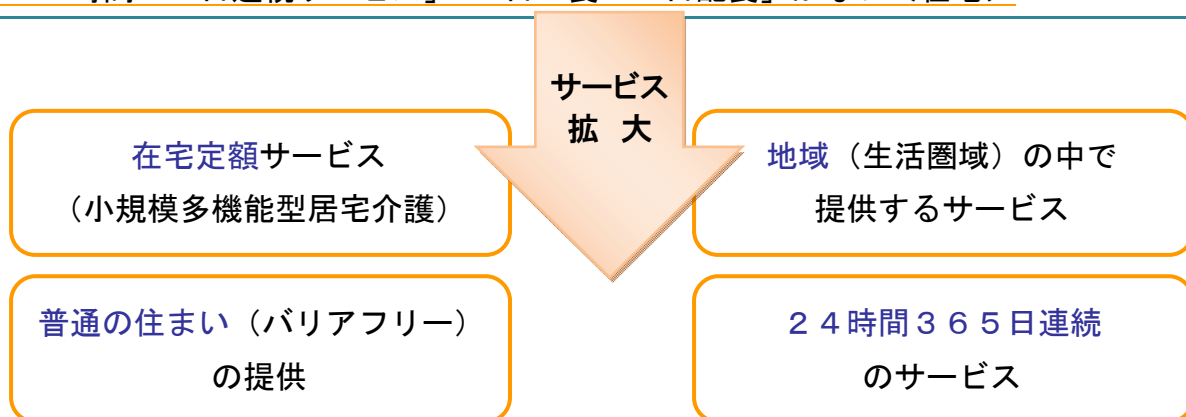 サービス
拡 大
在宅定額サービス
（小規模多機能型居宅介護）
地域（生活圏域）の中で
提供するサービス
普通の住まい（バリアフリー）
の提供
２４時間３６５日連続
のサービス